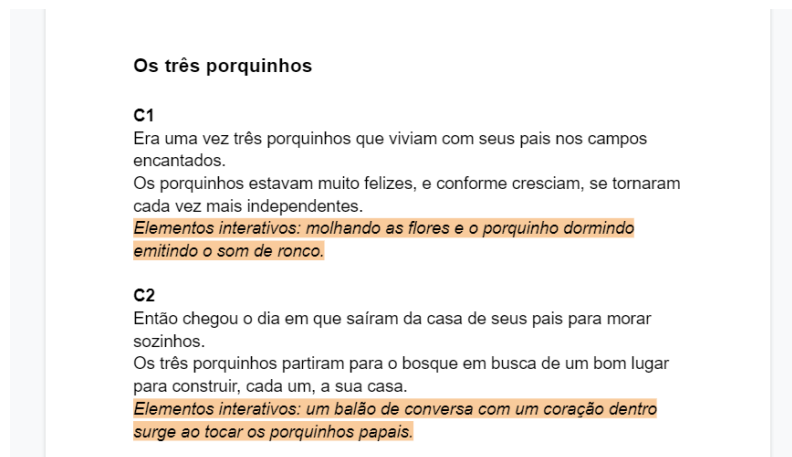 Os três porquinhos
C1
Era uma vez três porquinhos que viviam com seus pais nos campos
encantados.
Os porquinhos estavam muito felizes, e conforme cresciam, se tornaram
cada vez mais independentes.
Elementos interativos: molhando as flores e o porquinho dormindo
emitindo o som de ronco.
C2
Então chegou o dia em que saíram da casa de seus pais para morar
sozinhos.
Os três porquinhos partiram para o bosque em busca de um bom lugar
para construir, cada um, a sua casa.
Elementos interativos: um balão de conversa com um coração dentro
surge ao tocar os porquinhos papais.